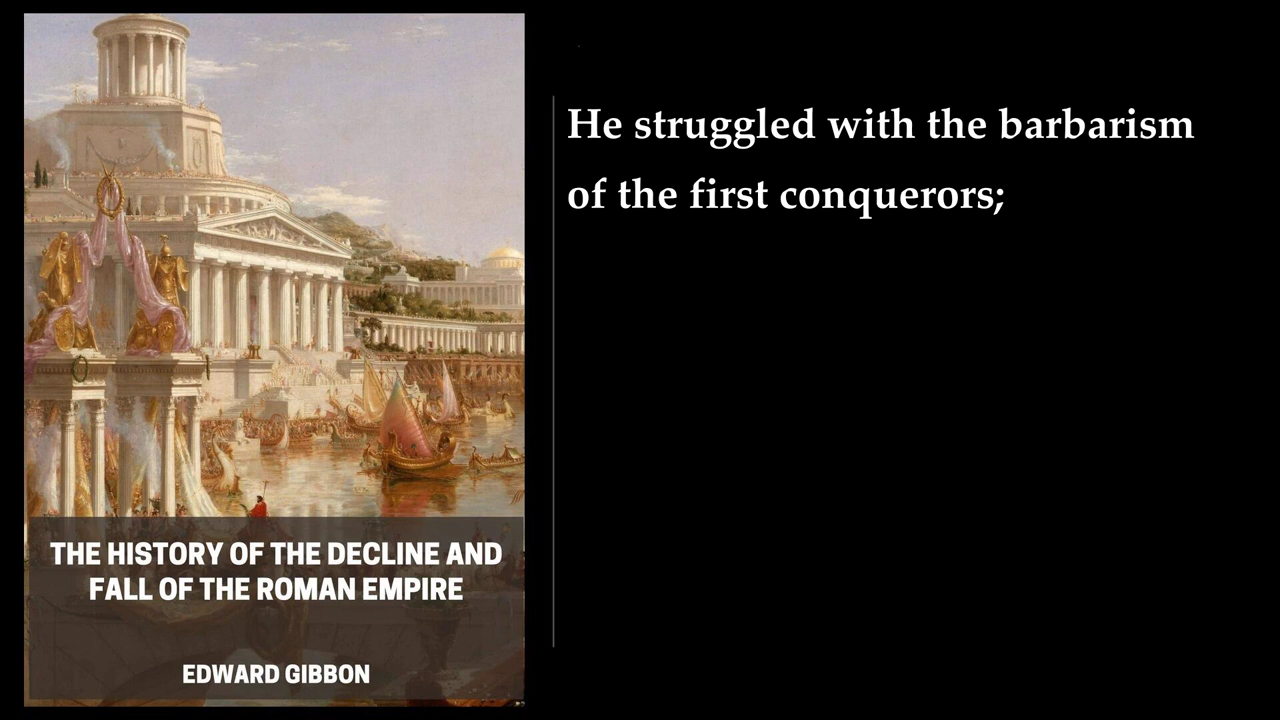 He struggled with the barbarism
of the first conquerors;
THE HISTORY OF THE DECLINE AND
FALL OF THE ROMAN EMPIRE
EDWARD GIBBON